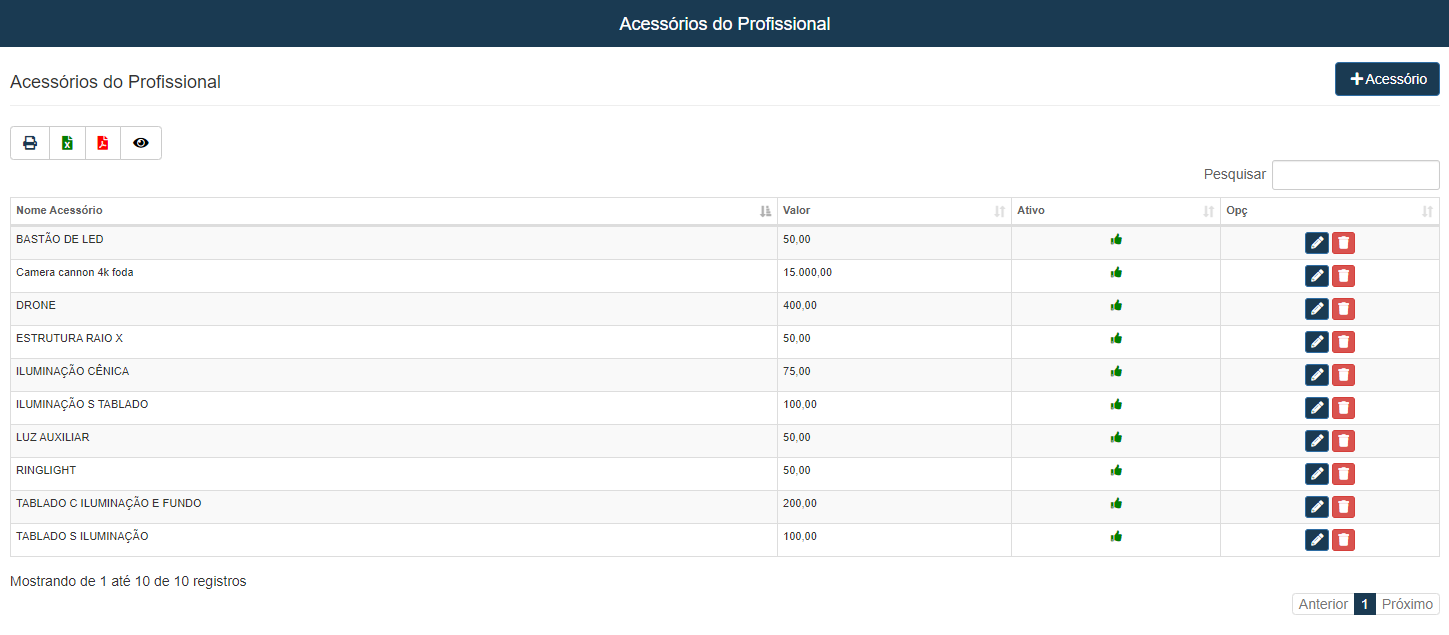 Acessórios do Profissional
Acessórios do Profissional
Acessório
Pesquisar
Nome Acessório Valor Ativo Opç
BASTÃO DE LED 50,00
Camera cannon 4k foda 15.000,00
DRONE 400,00
ESTRUTURA RAIO X 50,00
ILUMINAÇÃO CÊNICA 75,00
ILUMINAÇÃO S TABLADO 100,00
LUZ AUXILIAR 50,00
RINGLIGHT 50,00
TABLADO C ILUMINAÇÃO E FUNDO 200,00
TABLADO S ILUMINAÇÃO 100,00
Mostrando de 1 até 10 de 10 registros
Anterior 1 Próximo